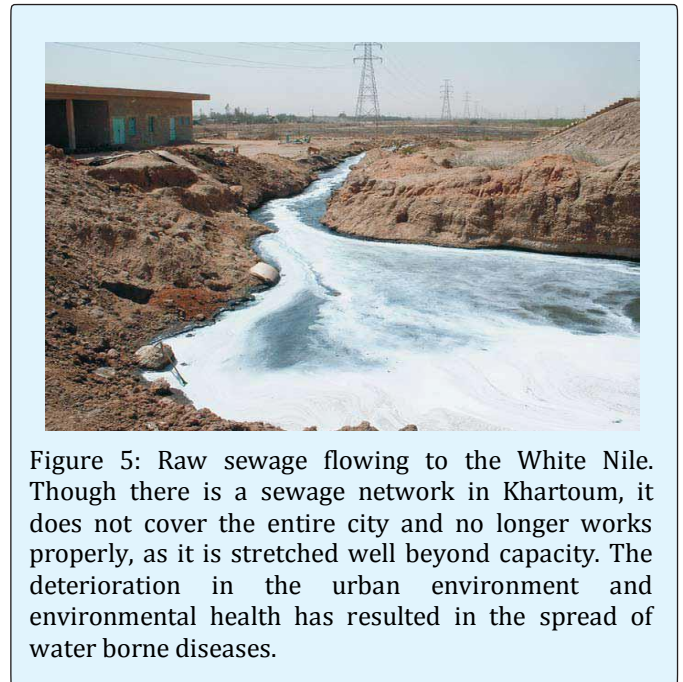 Figure 5: Raw sewage flowing to the White Nile.
Though there is a sewage network in Khartoum, it
does not cover the entire city and no longer works
properly, as it is stretched well beyond capacity. The
deterioration in the urban environment and
environmental health has resulted in the spread of
water borne diseases.